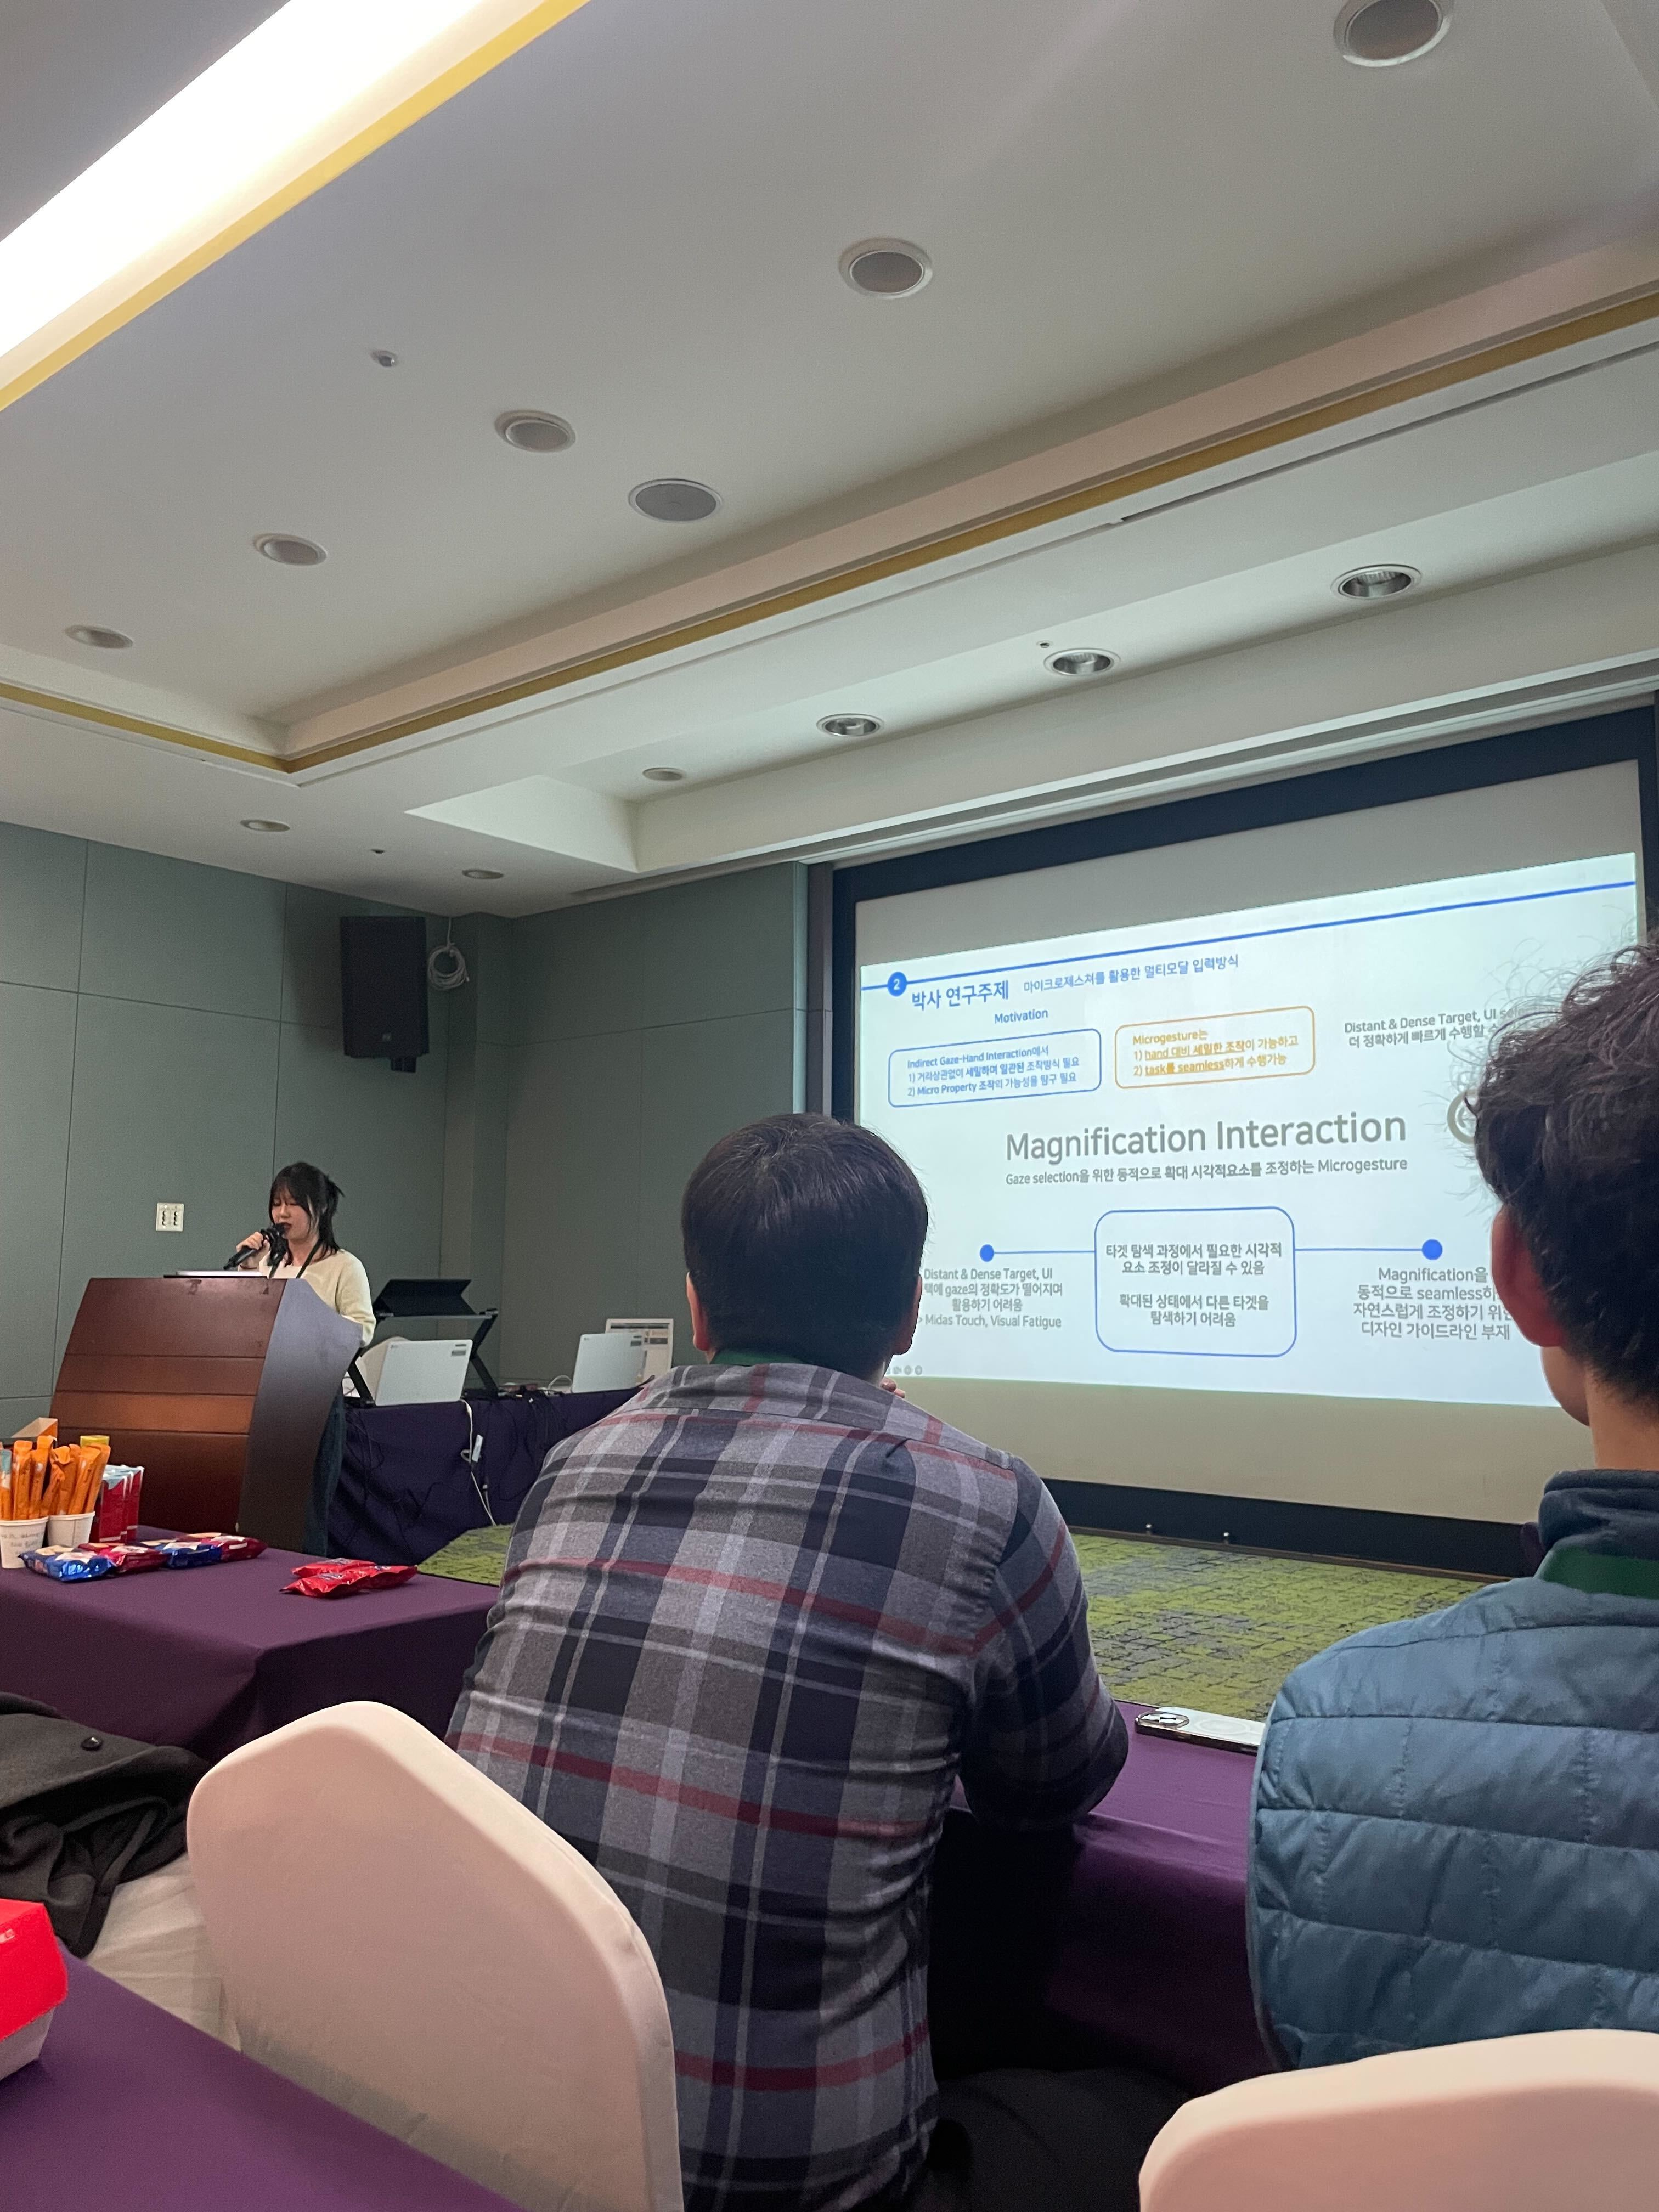 2
박사 연구주제 마이크로제스쳐를 활용한 멀티모달 입력방식
Motivation
Indirect Gaze-Hand Interaction에서
1) 거리상관없이 세밀하며 일관된 조작방식 필요
2) Micro Property 조작의 가능성을 탐구 필요
Microgesture는
1) hand 대비 세밀한 조작이 가능하고
2) task를 seamless하게 수행가능
Distant & Dense Target, UI
더 정확하게 빠르게 수행할
Magnification Interaction
Gaze selection을 위한 동적으로 확대 시각적요소를 조정하는 Microgesture
Distant & Dense Target, UI
gaze의 정확도가 떨어지며
활용하기 어려움
> Midas Touch, Visual Fatigue
타겟 탐색 과정에서 필요한 시각적
요소 조정이 달라질 수 있음
확대된 상태에서 다른 타겟을
탐색하기 어려움
Magnification을
동적으로 seamless하
자연스럽게 조정하기 위한
디자인 가이드라인 부재